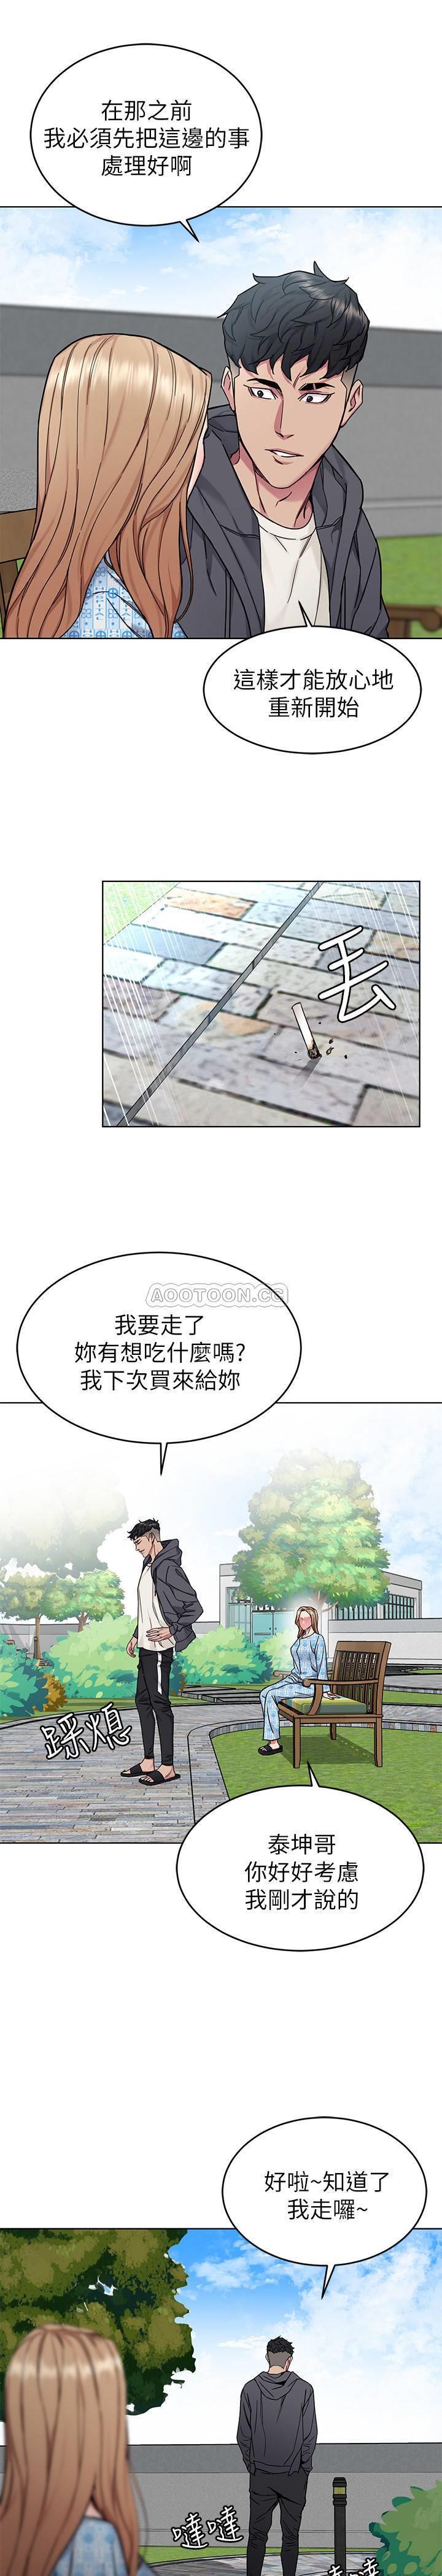 在那之前
我必須先把這邊的事
處理好啊
這樣才能放心地
重新開始
丟
AOOTOON.CC
我要走了
妳有想吃什麼嗎?
我下次買來給妳
踩熄
泰坤哥
你好好考慮
我剛才說的
好啦~知道了
我走囉~
噠噠